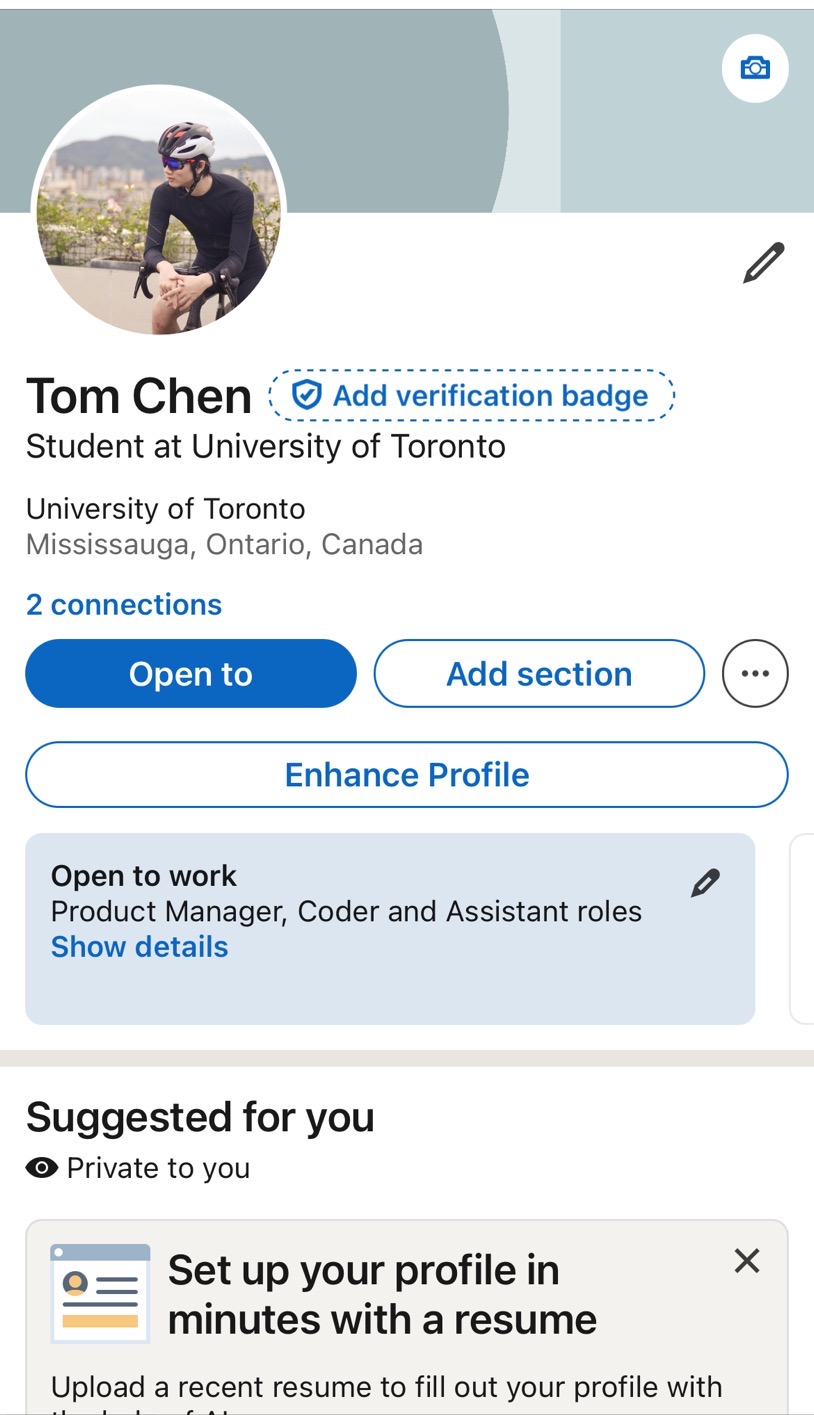 Tom Chen
Add verification badge
Student at University of Toronto
University of Toronto
Mississauga, Ontario, Canada
2 connections
Open to
Add section
Enhance Profile
Open to work
Product Manager, Coder and Assistant roles
Show details
Suggested for you
Private to you
Set up your profile in
minutes with a resume
Upload a recent resume to fill out your profile with